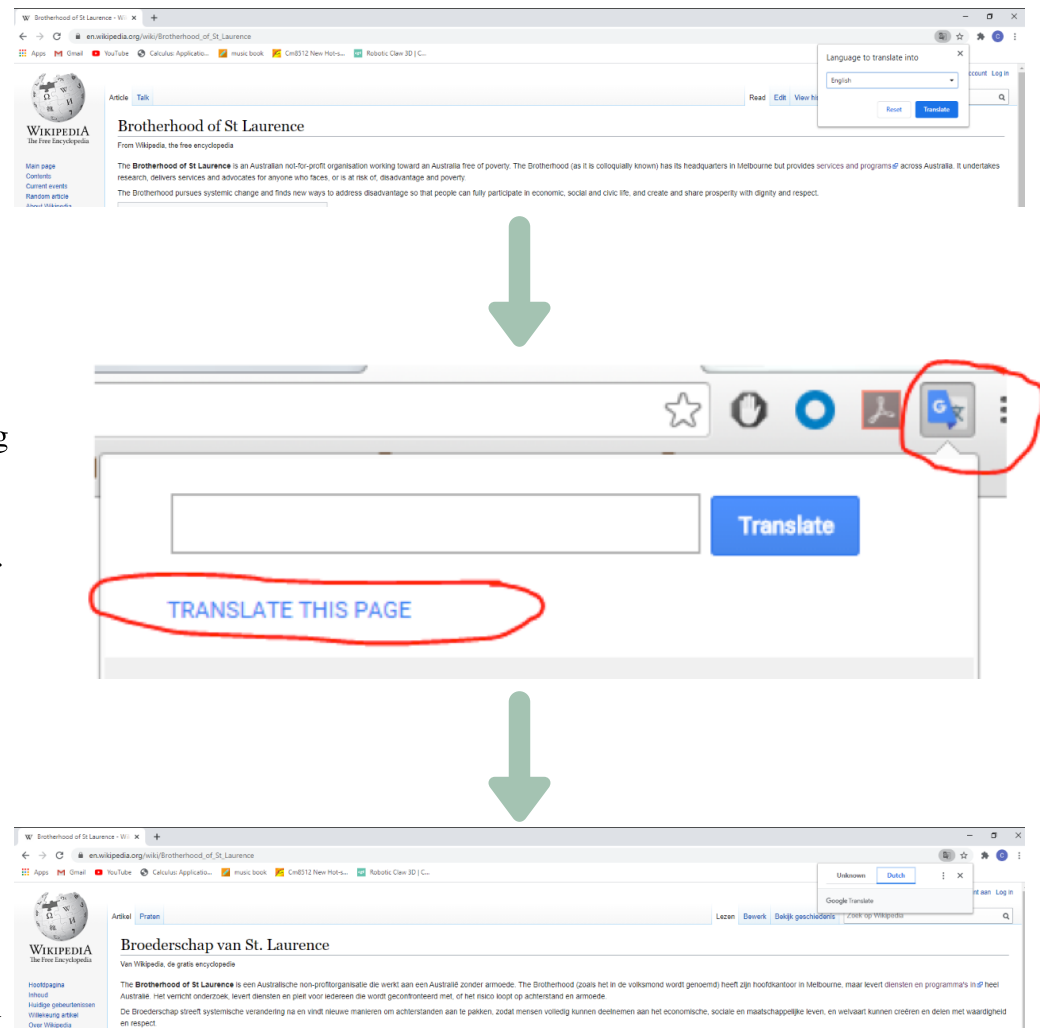 Brotherhood of St Laurence - Wi
en.wikipedia.org/wiki/Brotherhood_of_St_Laurence
Apps Gmail YouTube Calculus: Applicatio... music book Cm8512 New Hot-s... Robotic Claw 3D | C...
Language to translate into
English
Reset Translate
ccount Log in
Article Talk Read Edit View hi
WIKIPEDIA
The Free Encyclopedia
Brotherhood of St Laurence
From Wikipedia, the free encyclopedia
Main page
Contents
Current events
Random article
About Wikipedia
The Brotherhood of St Laurence is an Australian not-for-profit organisation working toward an Australia free of poverty. The Brotherhood (as it is colloquially known) has its headquarters in Melbourne but provides services and programs across Australia. It undertakes
research, delivers services and advocates for anyone who faces, or is at risk of, disadvantage and poverty.
The Brotherhood pursues systemic change and finds new ways to address disadvantage so that people can fully participate in economic, social and civic life, and create and share prosperity with dignity and respect.
g
.
Translate
TRANSLATE THIS PAGE
Brotherhood of St Laurence - Wi
en.wikipedia.org/wiki/Brotherhood_of_St_Laurence
Apps Gmail YouTube Calculus: Applicatio... music book Cm8512 New Hot-s... Robotic Claw 3D | C...
Unknown Dutch
Google Translate
nt aan Log in
Artikel Praten Lezen Bewerk Bekijk geschiedenis Zoek op Wikipedia
WIKIPEDIA
The Free Encyclopedia
Broederschap van St. Laurence
Van Wikipedia, de gratis encyclopedie
Hoofdpagina
Inhoud
Huidige gebeurtenissen
Willekeurig artikel
Over Wikipedia
De Brotherhood of St Laurence is een Australische non-profitorganisatie die werkt aan een Australië zonder armoede. The Brotherhood (zoals het in de volksmond wordt genoemd) heeft zijn hoofdkantoor in Melbourne, maar levert diensten en programma's in heel
Australië. Het verricht onderzoek, levert diensten en pleit voor iedereen die wordt geconfronteerd met, of het risico loopt op achterstand en armoede.
De Broederschap streeft systemische verandering na en vindt nieuwe manieren om achterstanden aan te pakken, zodat mensen volledig kunnen deelnemen aan het economische, sociale en maatschappelijke leven, en welvaart kunnen creëren en delen met waardigheid
en respect.